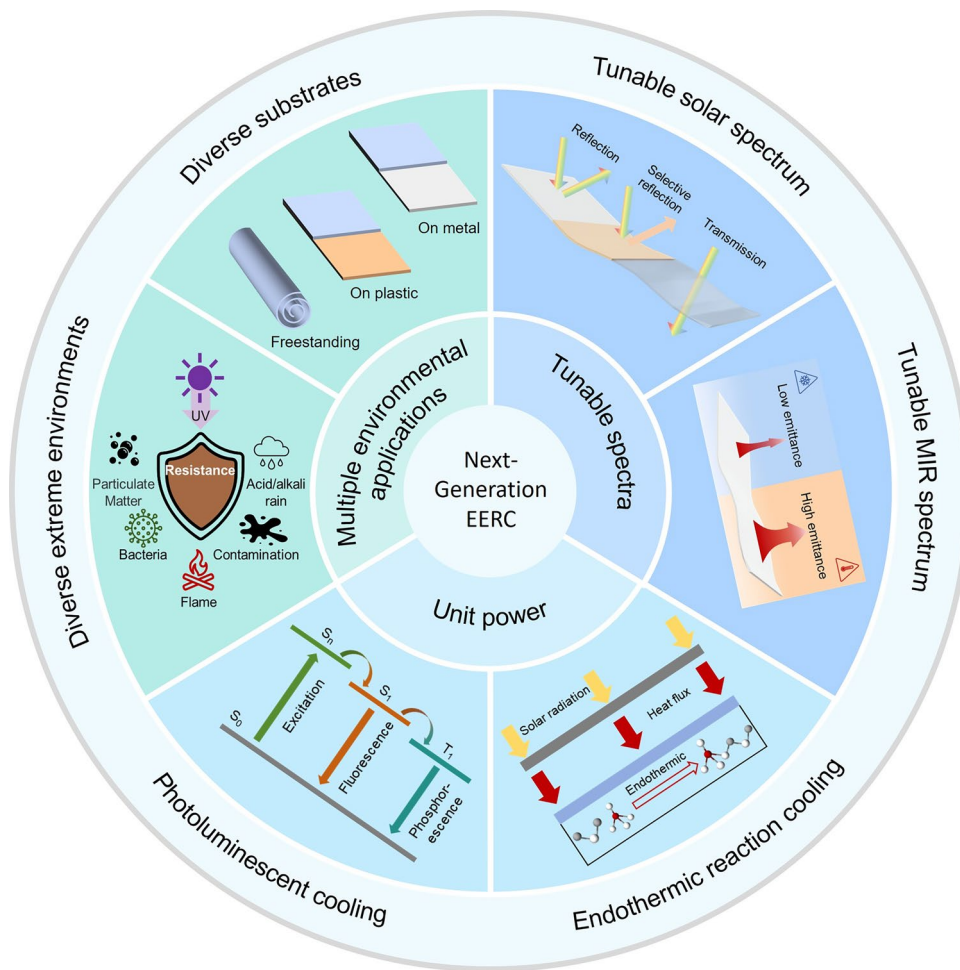 Diverse substrates
Tunable solar spectrum
Tunable MIR spectrum
Endothermic reaction cooling
Photoluminescent cooling
Diverse extreme environments
On metal
On plastic
Freestanding
Reflection
Selective
reflection
Transmission
Low emittance
High emittance
Solar radiation
Heat flux
Endothermic
S0
Sn
S1
T1
Excitation
Fluorescence
Phosphor-
escence
UV
Resistance
Particulate
Matter
Acid/alkali
rain
Bacteria
Contamination
Flame
Multiple environmental
applications
Tunable spectra
Unit power
Next-
Generation
EERC